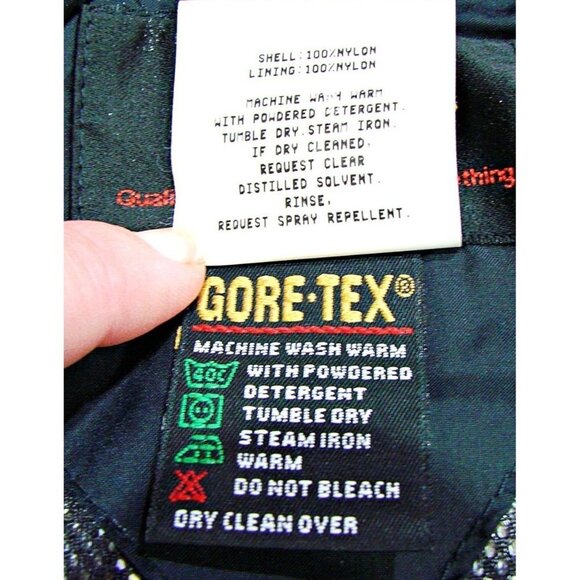 SHELL:100%NYLON
LINING:100%NYLON
MACHINE WASH WARM
WITH POWDERED DETERGENT.
TUMBLE DRY.STEAM IRON.
IF DRY CLEANED,
REQUEST CLEAR
DISTILLED SOLVENT.
RINSE,
REQUEST SPRAY REPELLENT.
GORE-TEX®
MACHINE WASH WARM
40C WITH POWDERED
DETERGENT
TUMBLE DRY
STEAM IRON
WARM
DO NOT BLEACH
DRY CLEAN OVER